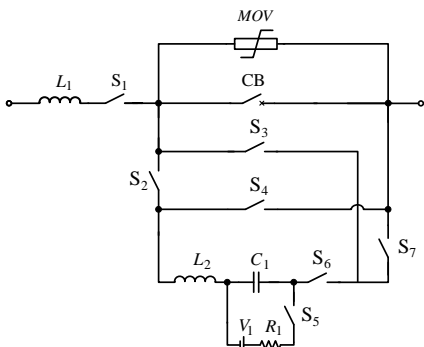 MOV
L₁
S₁
CB
S₃
S₂
S₄
L₂
C₁
S₆
S₇
S₅
V₁
R₁